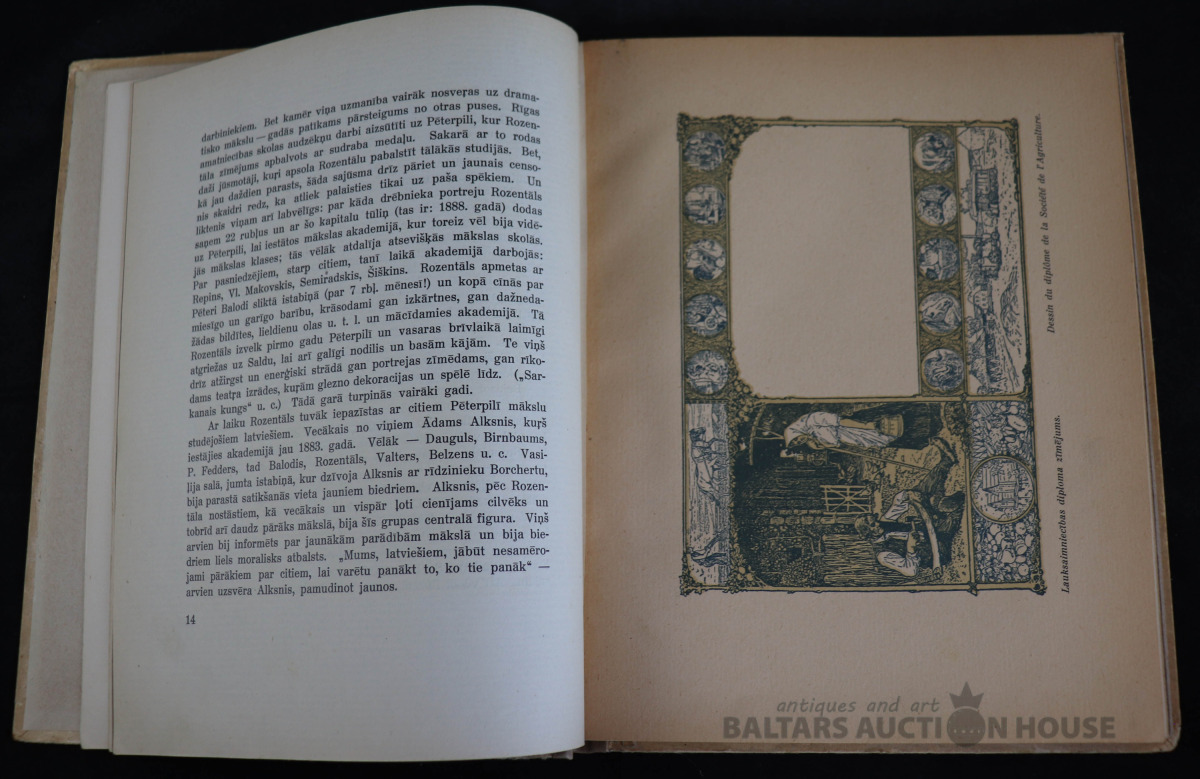 darbiniekiem. Bet kamēr viņa uzmanība vairāk nosveŗas uz drama-
tisko mākslu — gadās patīkams pārsteigums no otras puses. Rīgas
amatniecības skolas audzēkņu darbi aizsūtīti uz Pēterpili, kur Rozen-
tāla zīmējums apbalvots ar sudraba medaļu. Sakarā ar to rodas
daži jūsmotāji, kuŗi apsola Rozentālu pabalstīt tālākās studijās. Bet,
kā jau daždien parasts, šāda sajūsma drīz pāriet un jaunais censo-
nis skaidri redz, ka atliek palaisties tikai uz paša spēkiem. Un
liktenis viņam arī labvēlīgs: par kāda drēbnieka portreju Rozentāls
saņem 22 rubļus un ar šo kapitalu tūliņ (tas ir: 1888. gadā) dodas
uz Pēterpili, lai iestātos mākslas akademijā, kur toreiz vēl bija vidē-
jās mākslas klases; tās vēlāk atdalīja atsevišķās mākslas skolās.
Par pasniedzējiem, starp citiem, tanī laikā akademijā darbojās:
Repins, Vl. Makovskis, Semiradskis, Šiškins. Rozentāls apmetas ar
Pēteri Balodi sliktā istabiņā (par 7 rbļ. mēnesī!) un kopā cīnās par
miesīgo un garīgo barību, krāsodami gan izkārtnes, gan dažneda-
žādas bildītes, lieldienu olas u. t. l. un mācīdamies akademijā. Tā
Rozentāls izvelk pirmo gadu Pēterpili un vasaras brīvlaikā laimīgi
atgriežas uz Saldu, lai arī galīgi nodilis un basām kājām. Te viņš
drīz atžirgst un enerģiski strādā gan portrejas zīmēdams, gan rīko-
dams teatŗa izrādes, kuŗām glezno dekoracijas un spēlē līdz. („Sar-
kanais kungs“ u. c.) Tādā garā turpinās vairāki gadi.
Ar laiku Rozentāls tuvāk iepazīstas ar citiem Pēterpilī mākslu
studējošiem latviešiem. Vecākais no viņiem Ādams Alksnis, kuŗš
iestājies akademijā jau 1883. gadā. Vēlāk — Dauguls, Birnbaums,
P. Fedders, tad Balodis, Rozentāls, Valters, Belzens u. c. Vasi-
lija salā, jumta istabiņā, kur dzīvoja Alksnis ar rīdzinieku Borchertu,
bija parastā satikšanās vieta jauniem biedriem. Alksnis, pēc Rozen-
tāla nostāstiem, kā vecākais un vispār ļoti cienījams cilvēks un
tobrīd arī daudz pārāks mākslā, bija šīs grupas centralā figura. Viņš
arvien bij informēts par jaunākām parādībām mākslā un bija bie-
driem liels moralisks atbalsts. „Mums, latviešiem, jābūt nesamēro-
jami pārākiem par citiem, lai varētu panākt to, ko tie panāk“ —
arvien uzsvēra Alksnis, pamudinot jaunos.
14
Dessin du diplôme de la Société de l'Agriculture.
Lauksaimniecības diploma zīmējums.
antiques and art
BALTARS AUCTION HOUSE